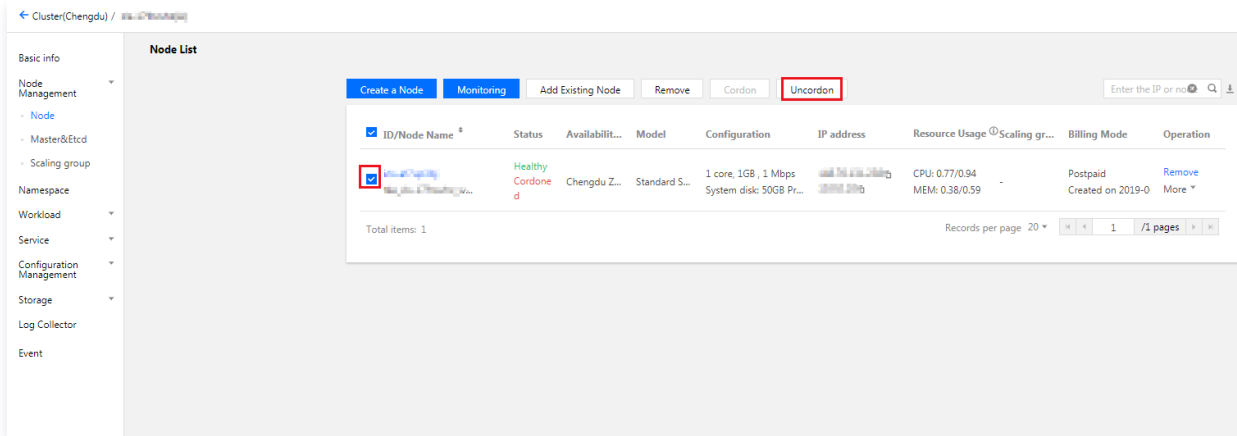 ← Cluster(Chengdu) /
Basic info
Node Management
Node
Master&Etcd
Scaling group
Namespace
Workload
Service
Configuration Management
Storage
Log Collector
Event
Node List
Create a Node Monitoring Add Existing Node Remove Cordon Uncordon Enter the IP or no
ID/Node Name Status Availabilit... Model Configuration IP address Resource Usage Scaling gr... Billing Mode Operation
Healthy
Cordone
d
Chengdu Z... Standard S...
1 core, 1GB , 1 Mbps
System disk: 50GB Pr...
CPU: 0.77/0.94
MEM: 0.38/0.59
-
Postpaid
Created on 2019-0
Remove
More
Total items: 1 Records per page 20 1 /1 pages